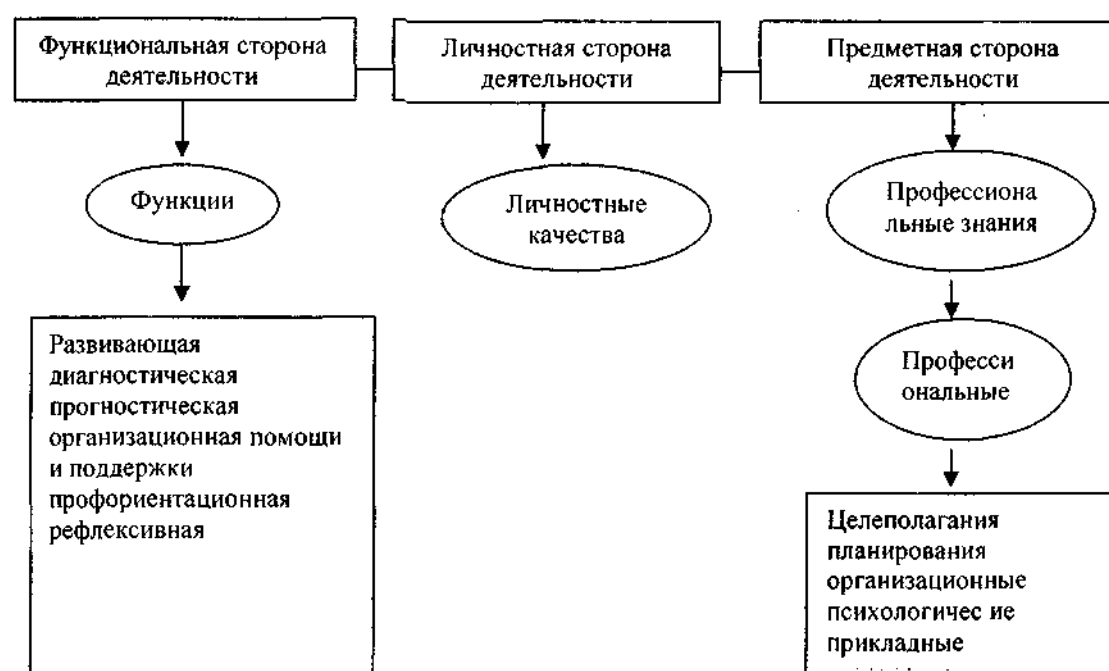 Функциональная сторона
деятельности
Личностная сторона
деятельности
Предметная сторона
деятельности
Функции
Личностные
качества
Профессиона
льные знания
Развивающая
диагностическая
прогностическая
организационная помощи
и поддержки
профориентационная
рефлексивная
Професси
ональные
Целеполагания
планирования
организационные
психологичес ие
прикладные